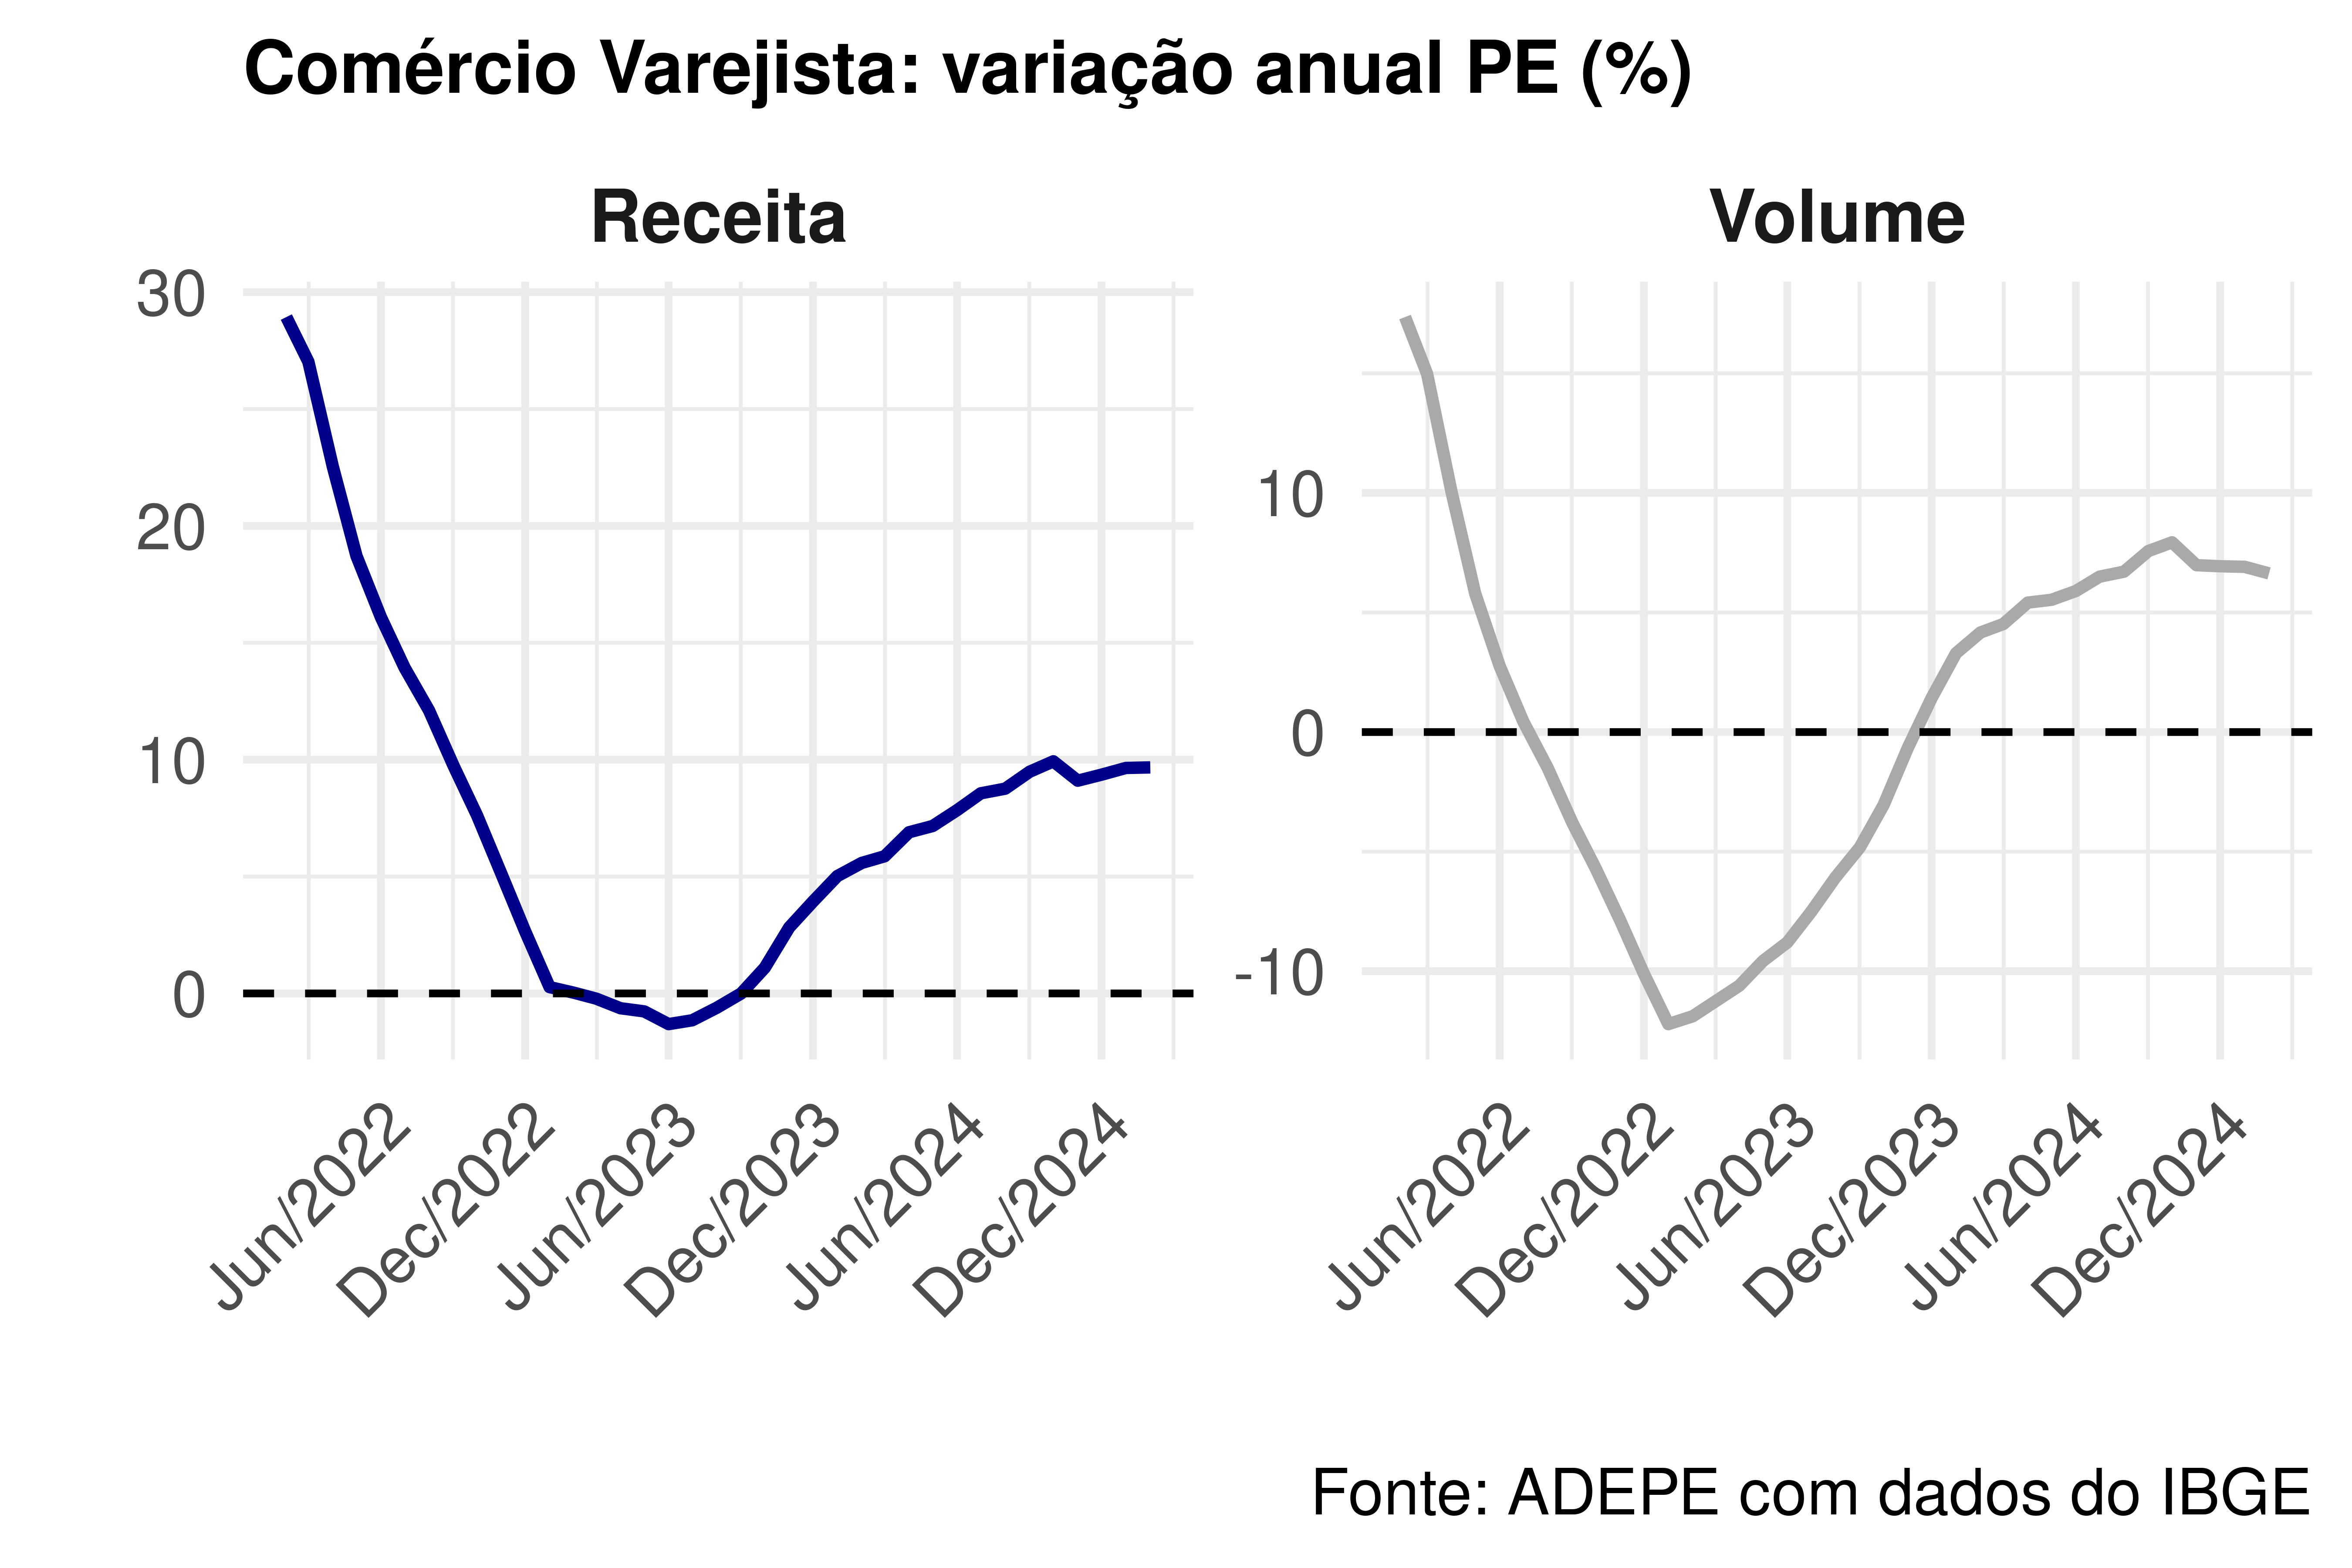 Comércio Varejista: variação anual PE (%)
Receita
30
20
10
0
Jun/2022
Dec/2022
Jun/2023
Dec/2023
Jun/2024
Dec/2024
Volume
10
0
-10
Jun/2022
Dec/2022
Jun/2023
Dec/2023
Jun/2024
Dec/2024
Fonte: ADEPE com dados do IBGE